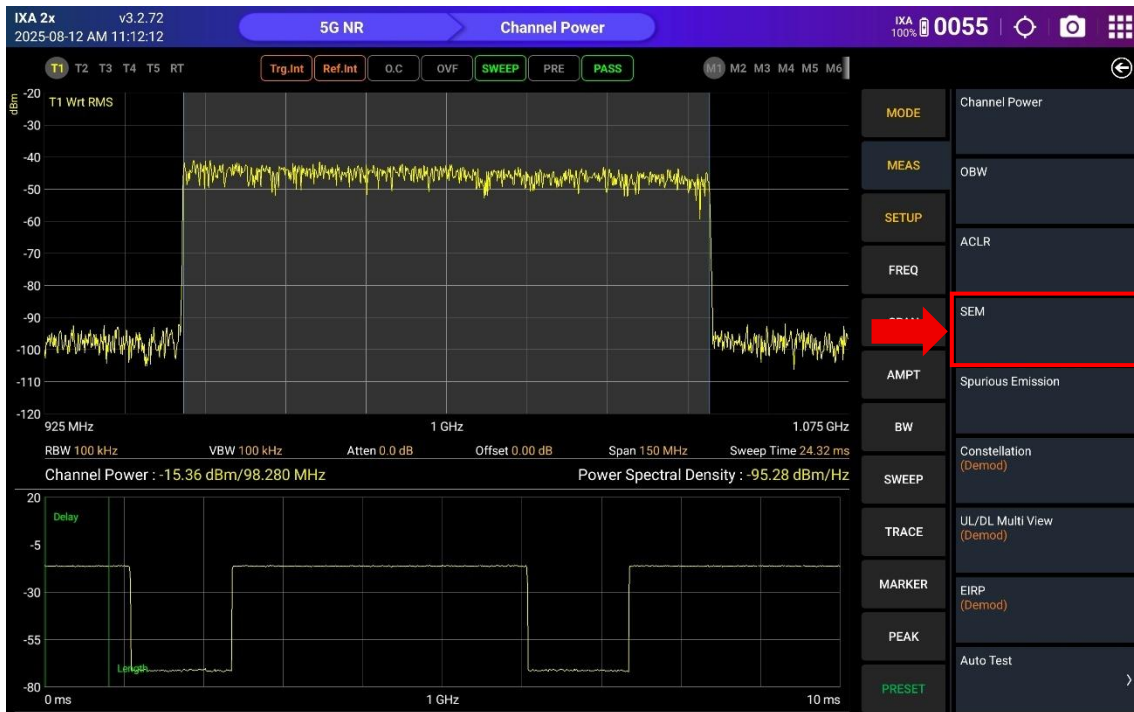 IXA 2x v3.2.72
2025-08-12 AM 11:12:12
5G NR
Channel Power
IXA
100%
0055
T1 T2 T3 T4 T5 RT
Trg.Int Ref.Int O.C OVF SWEEP PRE PASS
M1 M2 M3 M4 M5 M6
dBm
T1 Wrt RMS
-20
-30
-40
-50
-60
-70
-80
-90
-100
-110
-120
925 MHz 1 GHz 1.075 GHz
RBW 100 kHz VBW 100 kHz Atten 0.0 dB Offset 0.00 dB Span 150 MHz Sweep Time 24.32 ms
Channel Power : -15.36 dBm/98.280 MHz Power Spectral Density : -95.28 dBm/Hz
20
-5
-30
-55
-80
Delay
Length
0 ms 1 GHz 10 ms
MODE
MEAS
SETUP
FREQ
AMPT
BW
SWEEP
TRACE
MARKER
PEAK
PRESET
Channel Power
OBW
ACLR
SEM
Spurious Emission
Constellation
(Demod)
UL/DL Multi View
(Demod)
EIRP
(Demod)
Auto Test